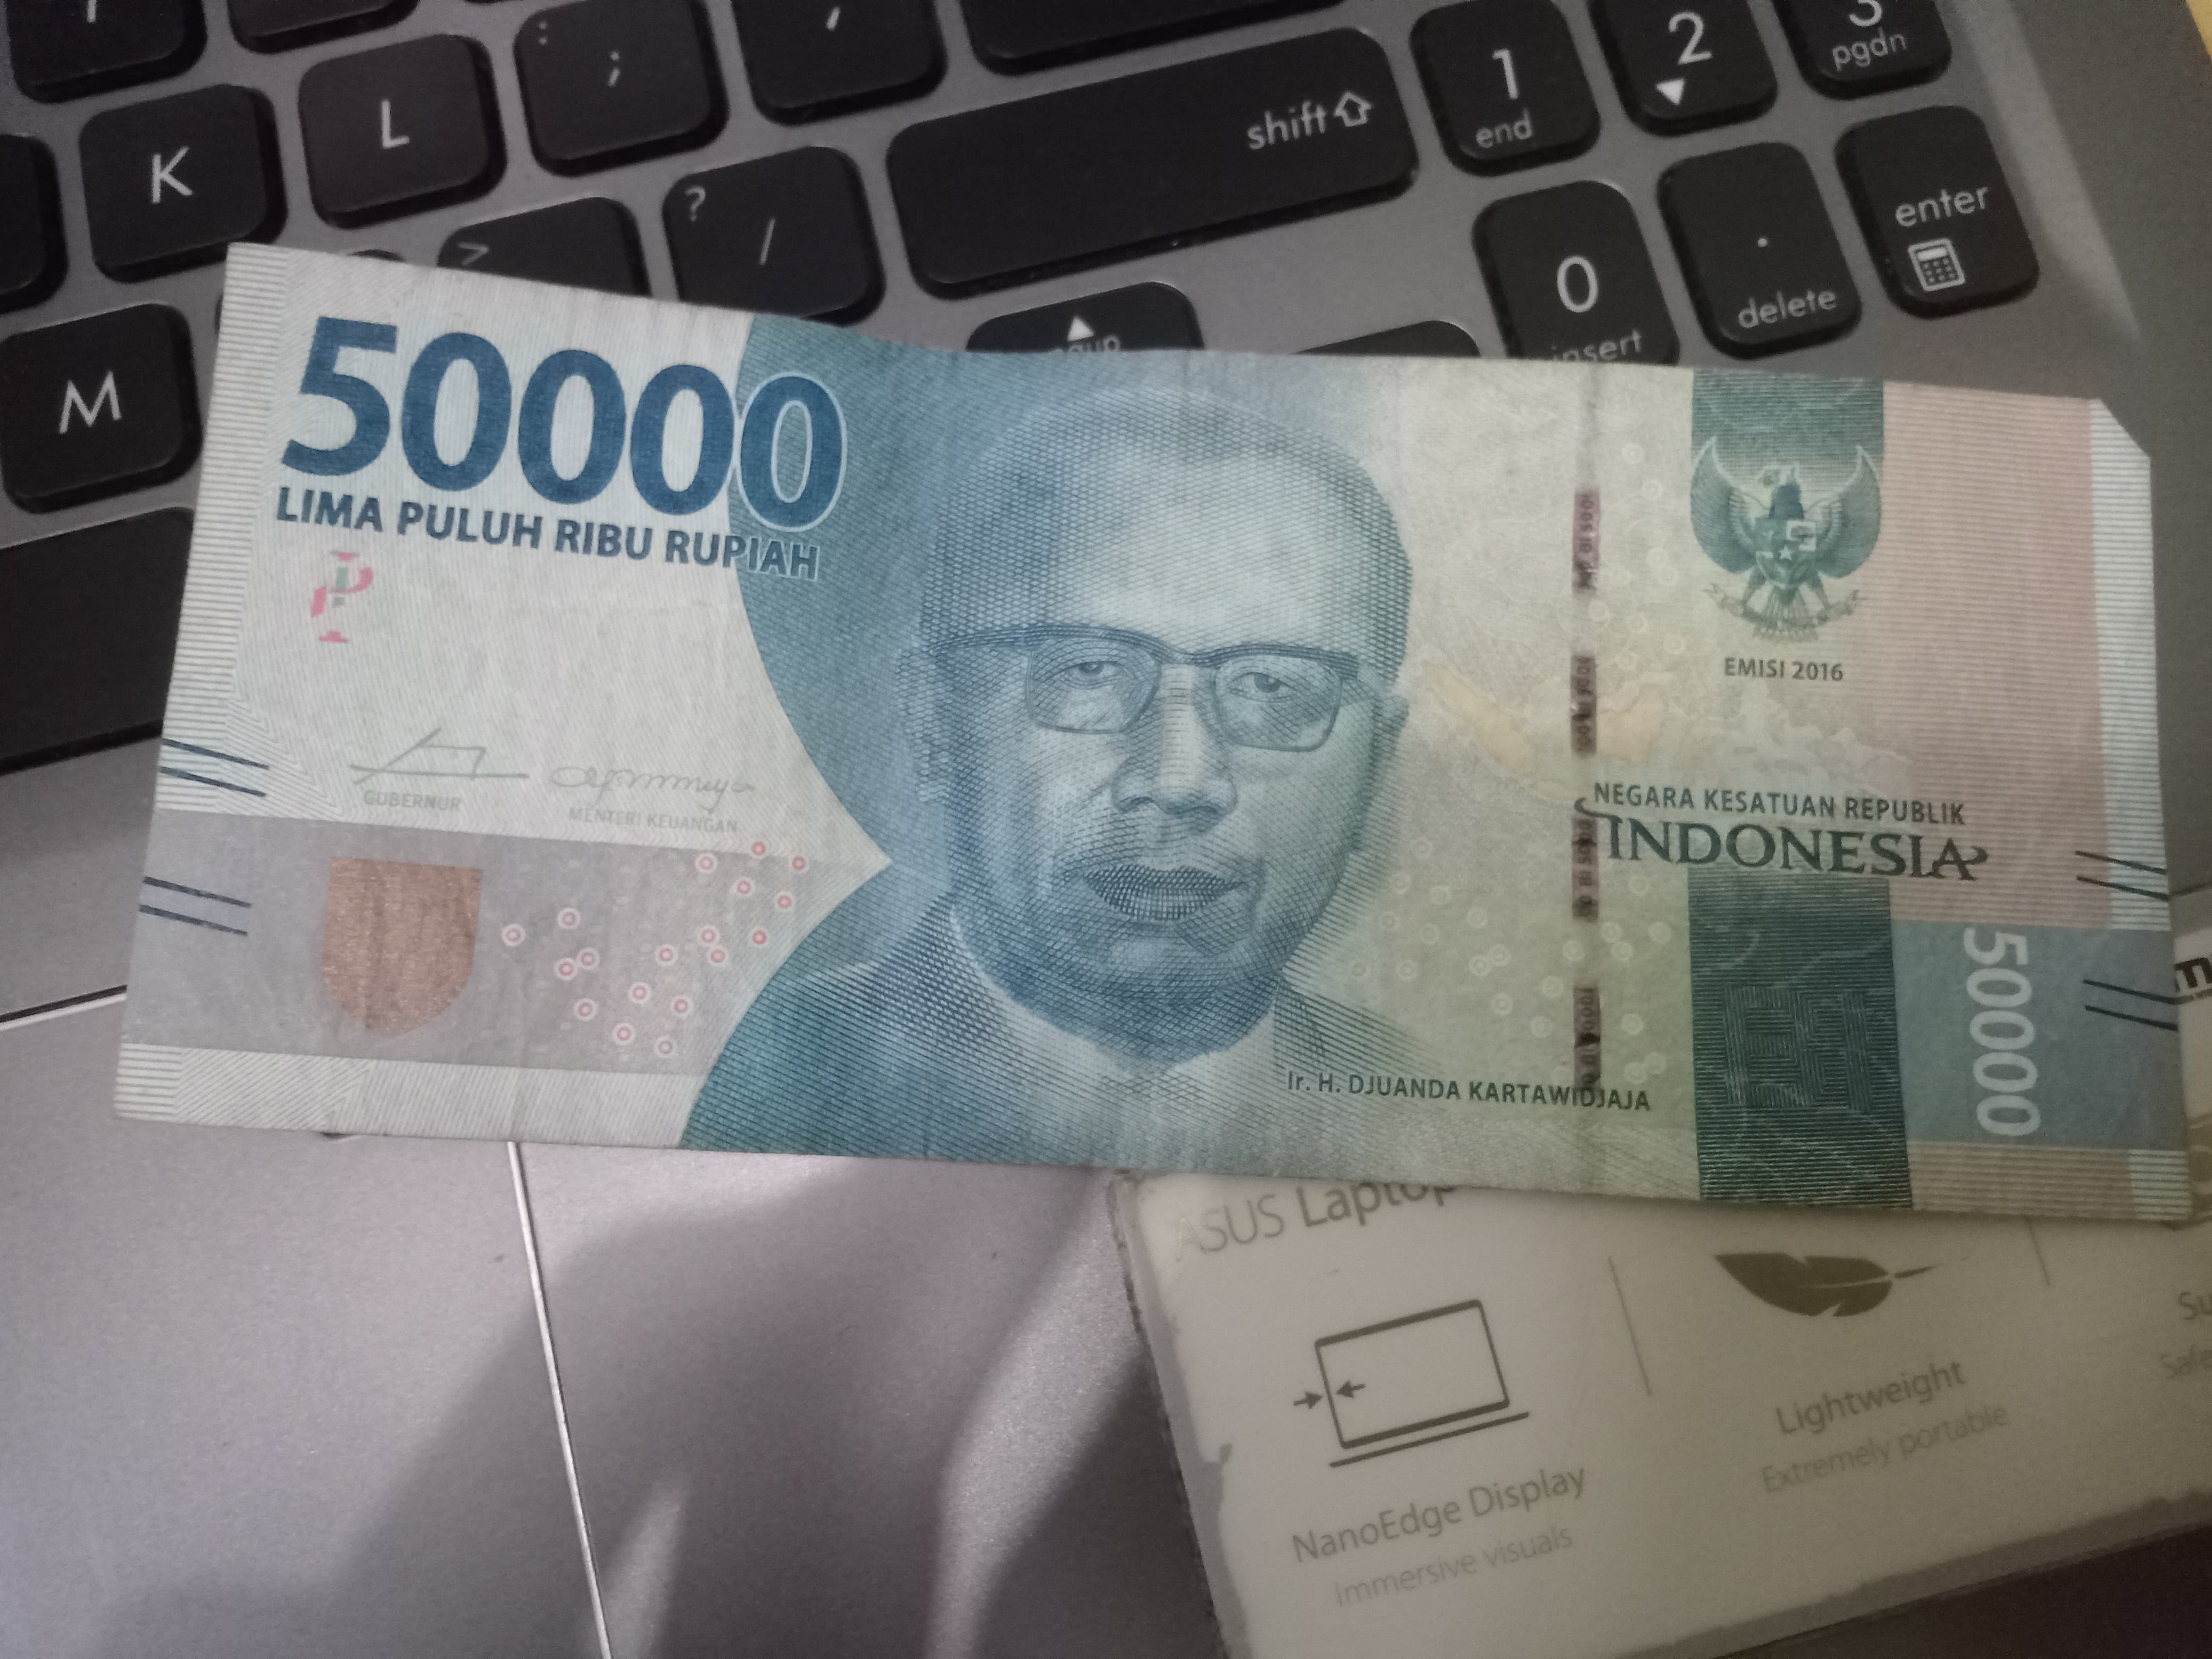 3
2
pgdn
1
: ;
L
shift
end
K
?
/
enter
>
0
.
delete
insert
M
50000
LIMA PULUH RIBU RUPIAH
EMISI 2016
GUBERNUR
MENTERI KEUANGAN
NEGARA KESATUAN REPUBLIK
INDONESIA
50000
Ir. H. DJUANDA KARTAWIDJAJA
ASUS Laptop
Lightweight
Extremely portable
NanoEdge Display
Immersive visuals